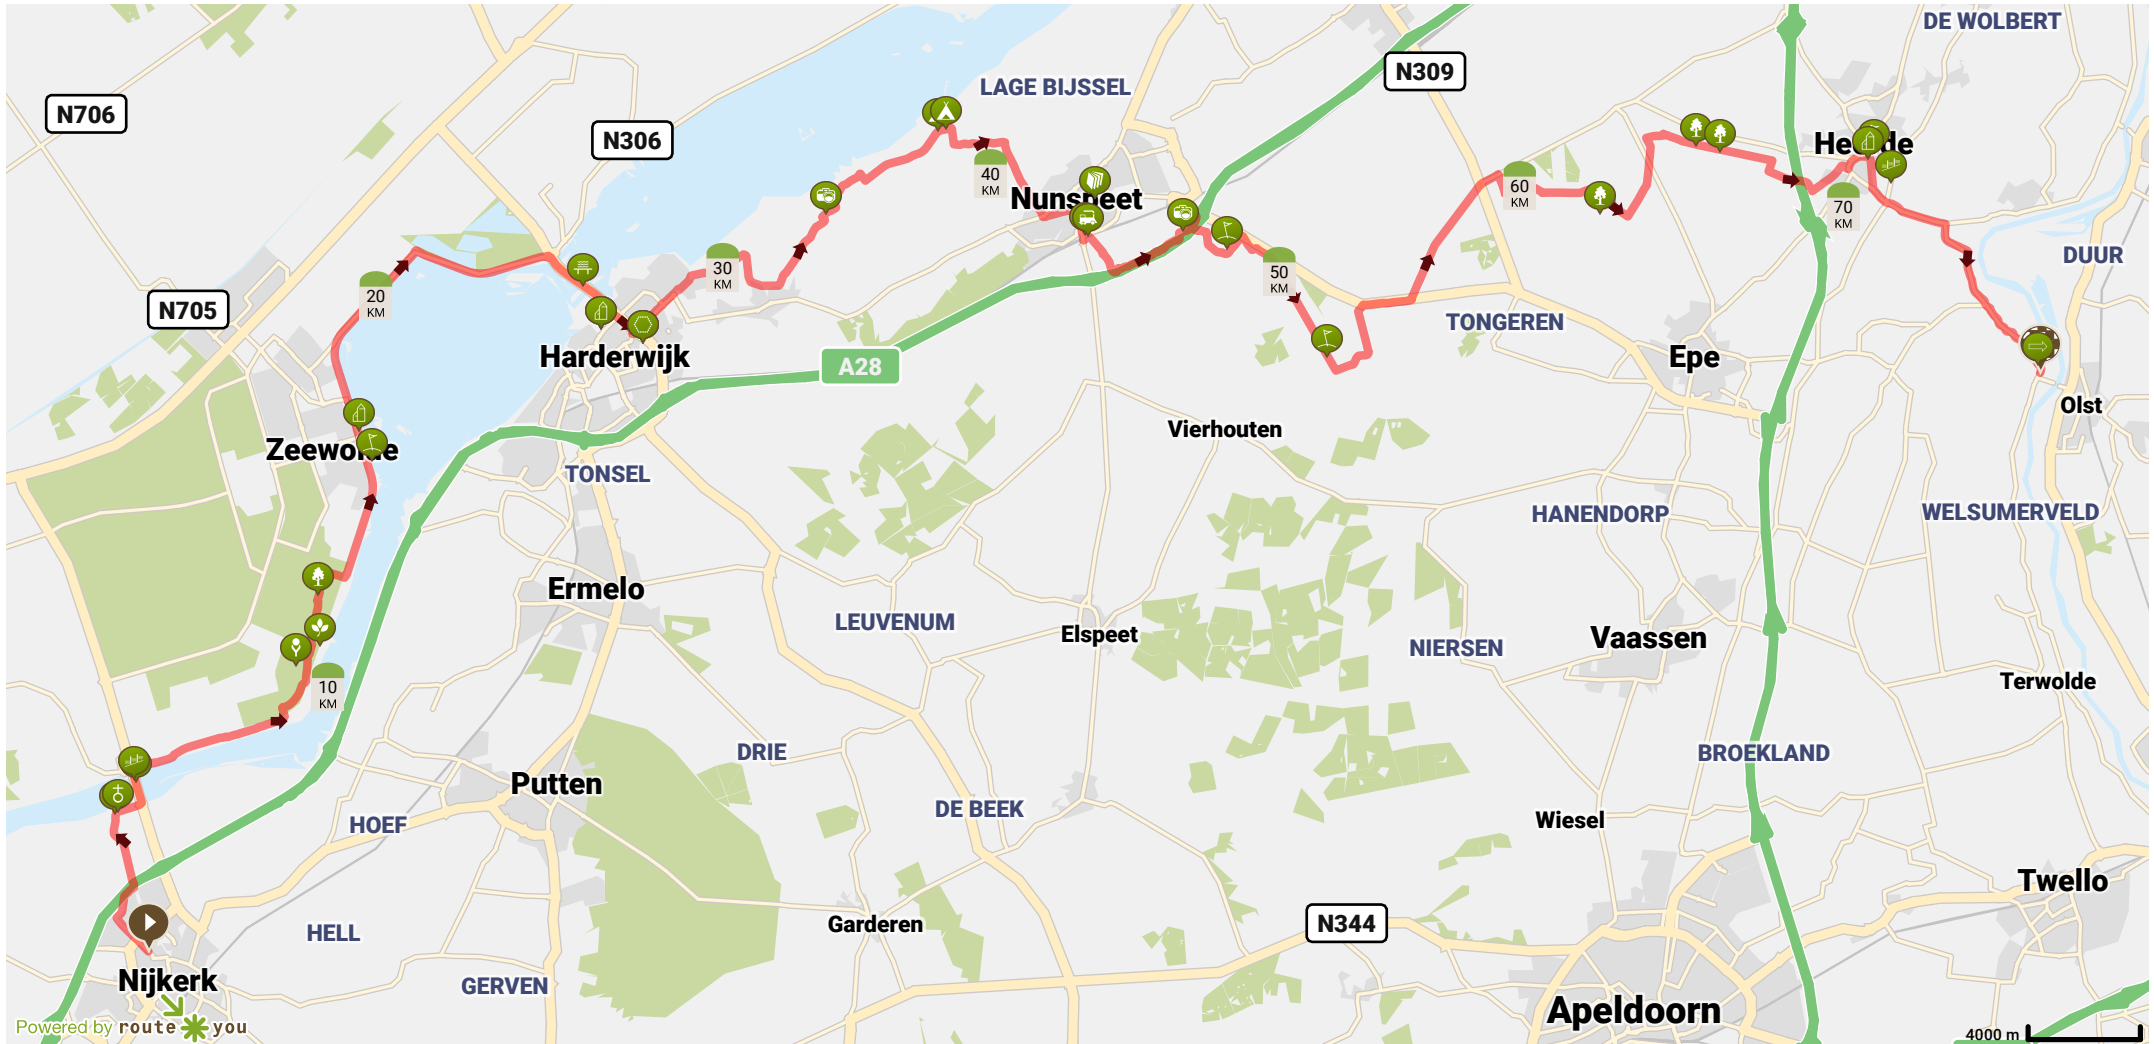 DE WOLBERT
N309
LAGE BIJSSEL
N706
N306
40
KM
Nunspeet
60
KM
70
KM
DUUR
30
KM
50
KM
20
KM
N705
TONGEREN
Harderwijk
A28
Epe
Olst
Vierhouten
Zeewolde
TONSEL
HANENDORP
WELSUMERVELD
Ermelo
LEUVENUM
Elspeet
NIERSEN
Vaassen
Terwolde
10
KM
DRIE
BROEKLAND
Putten
HOEF
DE BEEK
Wiesel
Twello
Garderen
N344
HELL
Nijkerk
GERVEN
Apeldoorn
Powered by route you
4000 m